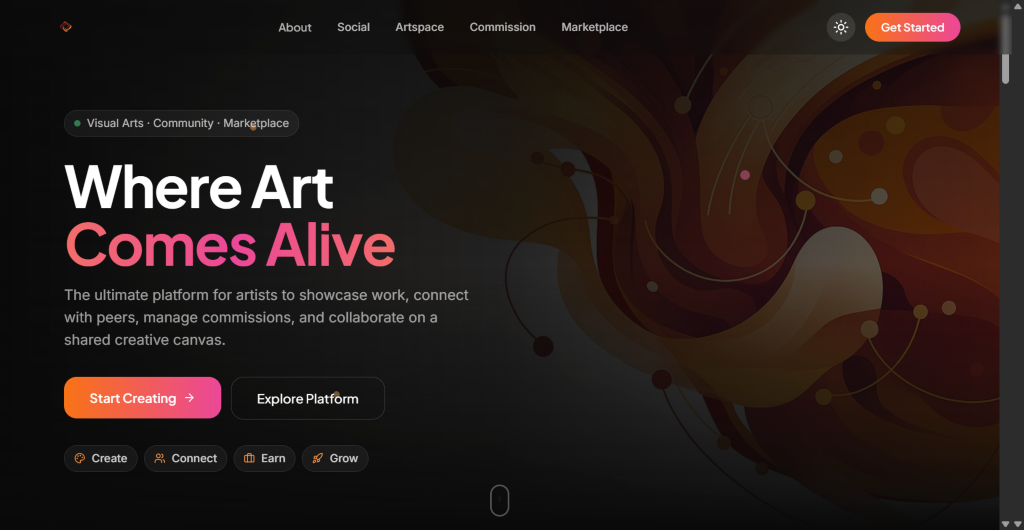 About
Social
Artspace
Commission
Marketplace
Get Started
Visual Arts · Community · Marketplace
Where Art
Comes Alive
The ultimate platform for artists to showcase work, connect
with peers, manage commissions, and collaborate on a
shared creative canvas.
Start Creating →
Explore Platform
Create
Connect
Earn
Grow